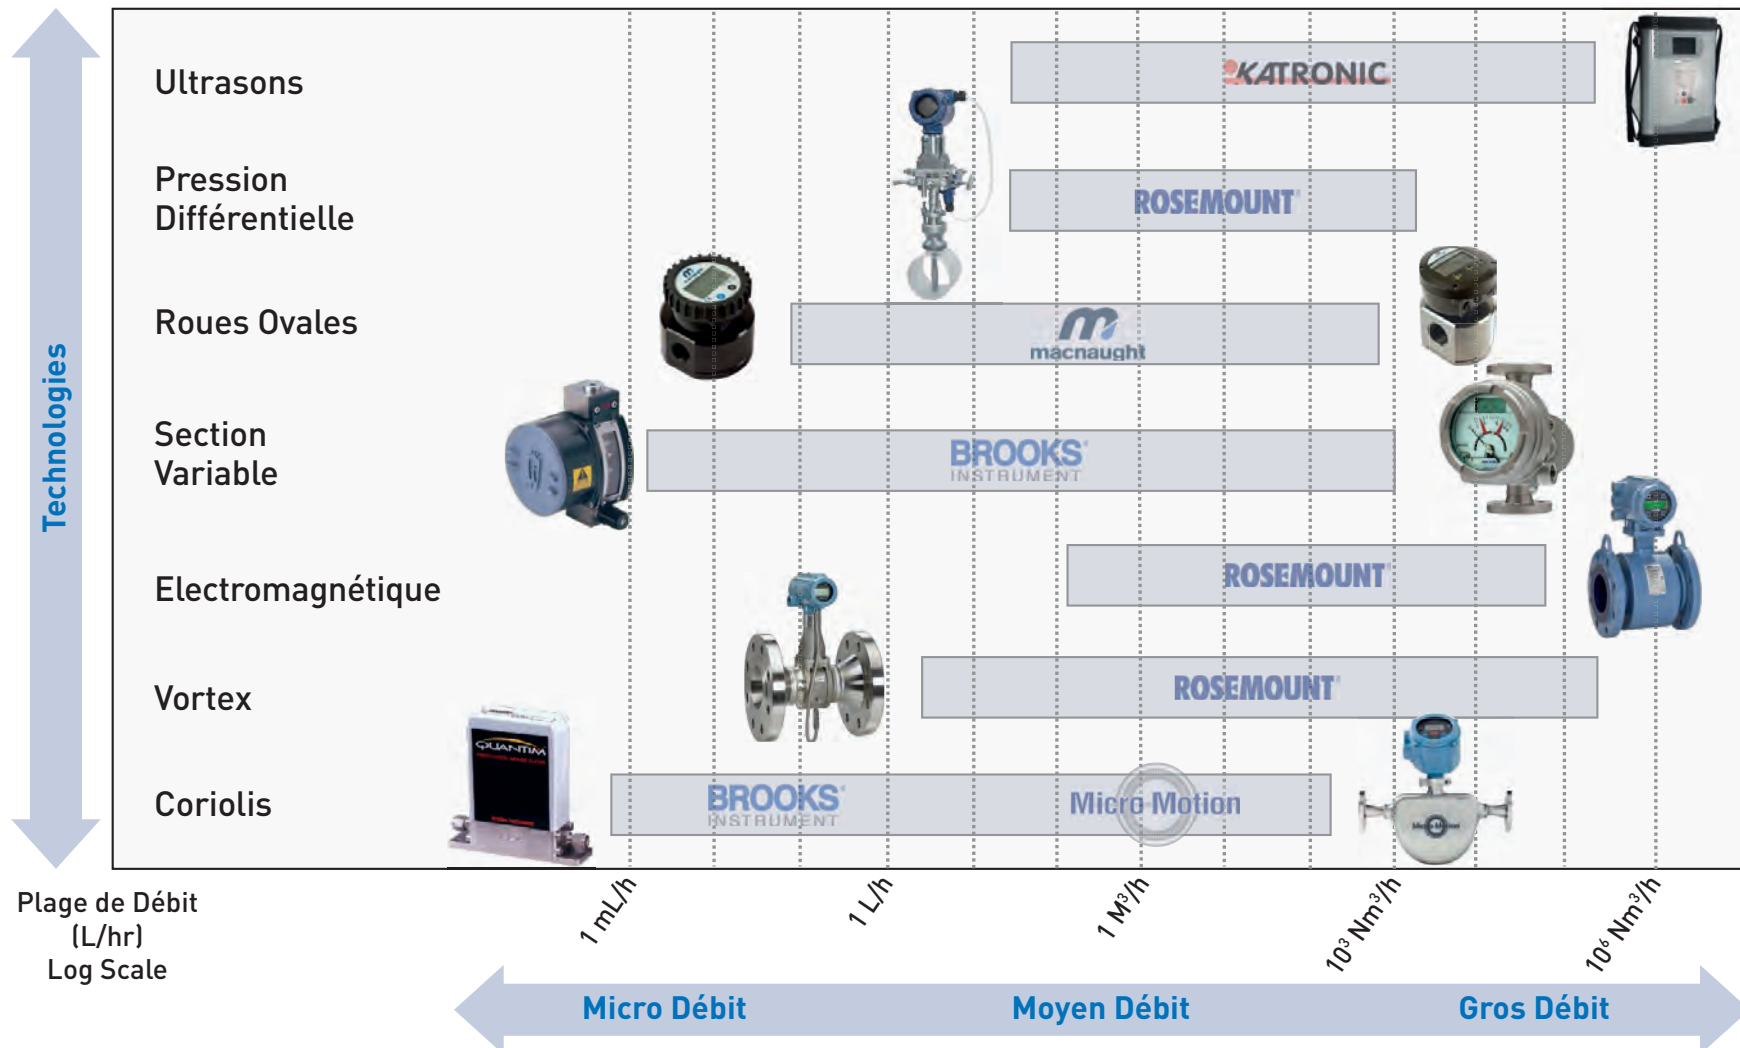 Technologies
Ultrasons
KATRONIC
Pression
Différentielle
ROSEMOUNT®
Roues Ovales
macnaught
Section
Variable
BROOKS®
INSTRUMENT
Electromagnétique
ROSEMOUNT®
Vortex
ROSEMOUNT®
QUANTIM
Coriolis
BROOKS®
INSTRUMENT
Micro Motion
Micro Motion
Plage de Débit
(L/hr)
Log Scale
1 mL/h
1 L/h
1 M³/h
10³ Nm³/h
10⁶ Nm³/h
Micro Débit
Moyen Débit
Gros Débit